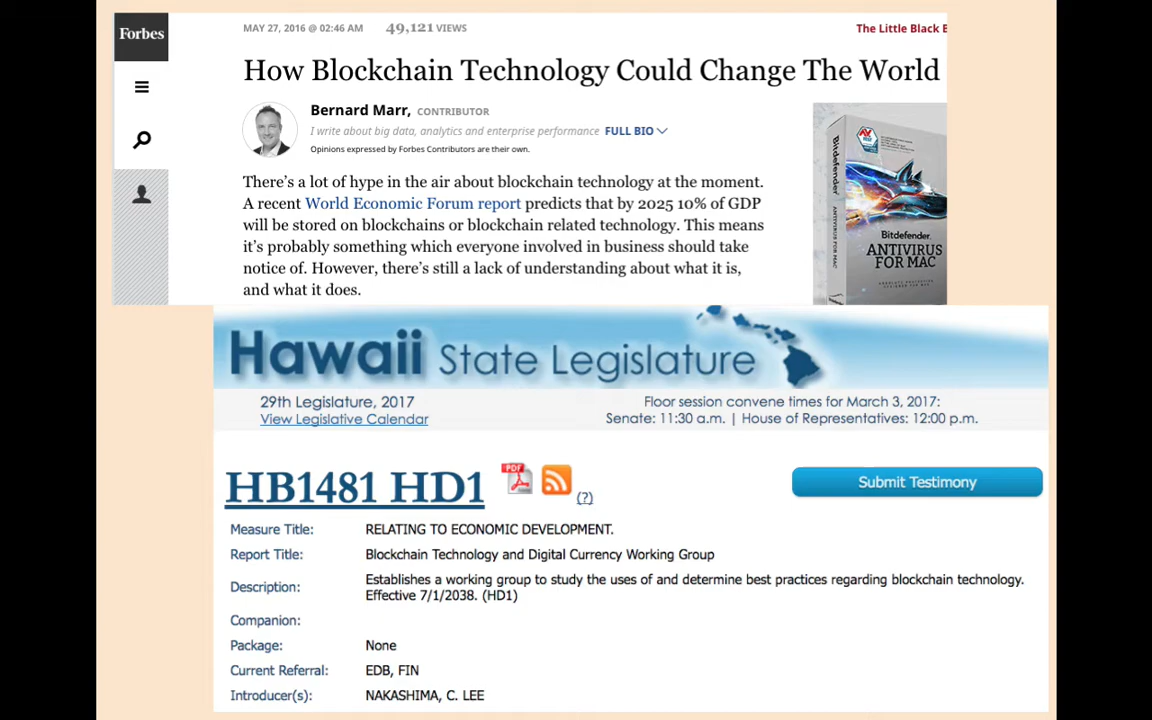 Forbes
MAY 27, 2016 @ 02:46 AM 49,121 VIEWS
The Little Black
How Blockchain Technology Could Change The World
Bernard Marr, CONTRIBUTOR
I write about big data, analytics and enterprise performance FULL BIO
Opinions expressed by Forbes Contributors are their own.
There's a lot of hype in the air about blockchain technology at the moment.
A recent World Economic Forum report predicts that by 2025 10% of GDP
will be stored on blockchains or blockchain related technology. This means
it's probably something which everyone involved in business should take
notice of. However, there's still a lack of understanding about what it is,
and what it does.
Bitdefender
ANTIVIRUS FOR MAC
Bitdefender
ANTIVIRUS
FOR MAC
Hawaii State Legislature
29th Legislature, 2017
View Legislative Calendar
Floor session convene times for March 3, 2017:
Senate: 11:30 a.m. | House of Representatives: 12:00 p.m.
HB1481 HD1
PDF
(?)
Submit Testimony
Measure Title: RELATING TO ECONOMIC DEVELOPMENT.
Report Title: Blockchain Technology and Digital Currency Working Group
Description: Establishes a working group to study the uses of and determine best practices regarding blockchain technology.
Effective 7/1/2038. (HD1)
Companion:
Package: None
Current Referral: EDB, FIN
Introducer(s): NAKASHIMA, C. LEE